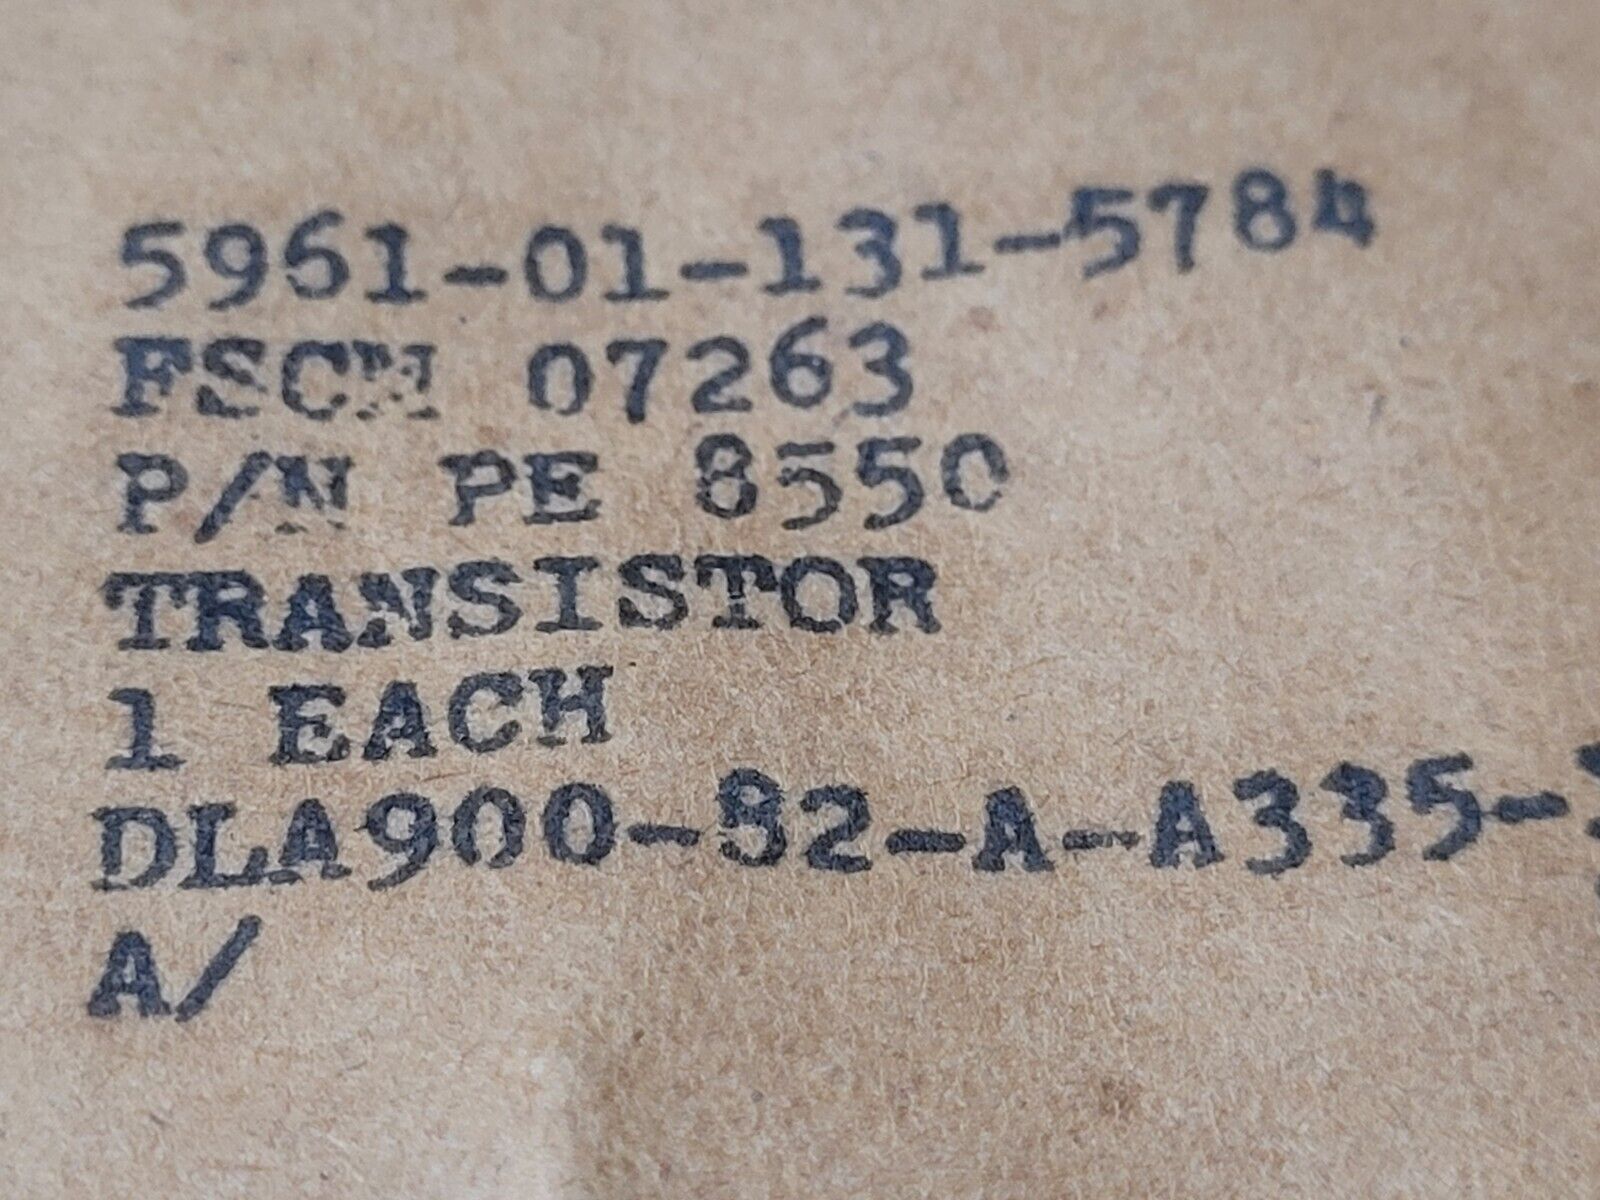 5961-01-131-5784
FSCM 07263
P/N PE 8550
TRANSISTOR
1 EACH
DLA900-82-A-A335-
A/